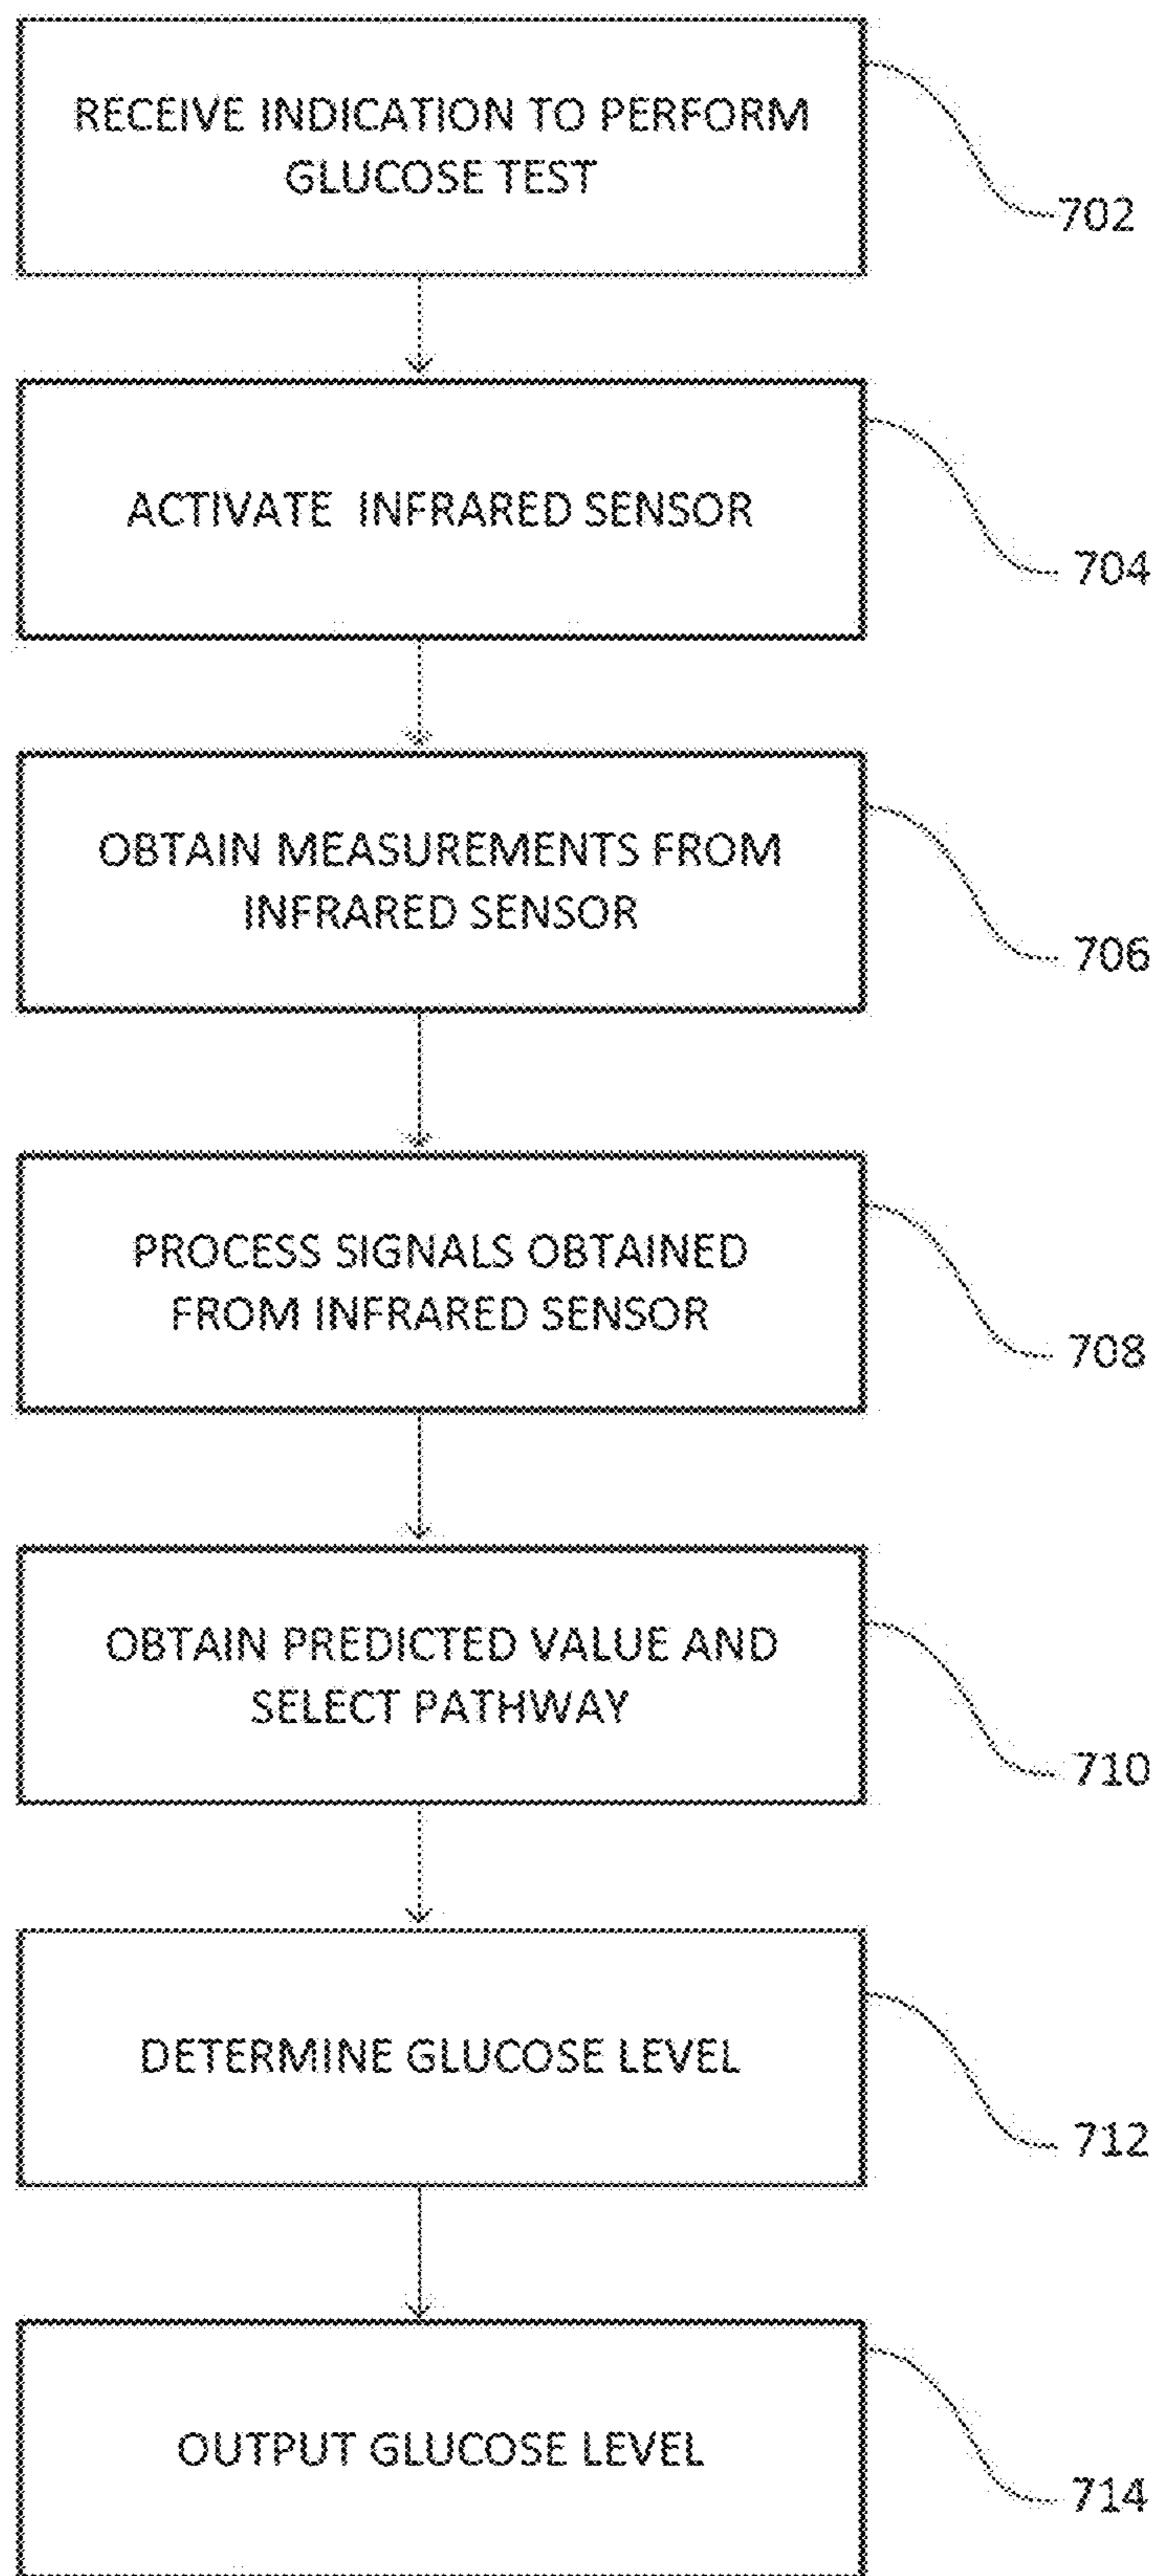 RECEIVE INDICATION TO PERFORM
GLUCOSE TEST
702
ACTIVATE INFRARED SENSOR
704
OBTAIN MEASUREMENTS FROM
INFRARED SENSOR
706
PROCESS SIGNALS OBTAINED
FROM INFRARED SENSOR
708
OBTAIN PREDICTED VALUE AND
SELECT PATHWAY
710
DETERMINE GLUCOSE LEVEL
712
OUTPUT GLUCOSE LEVEL
714